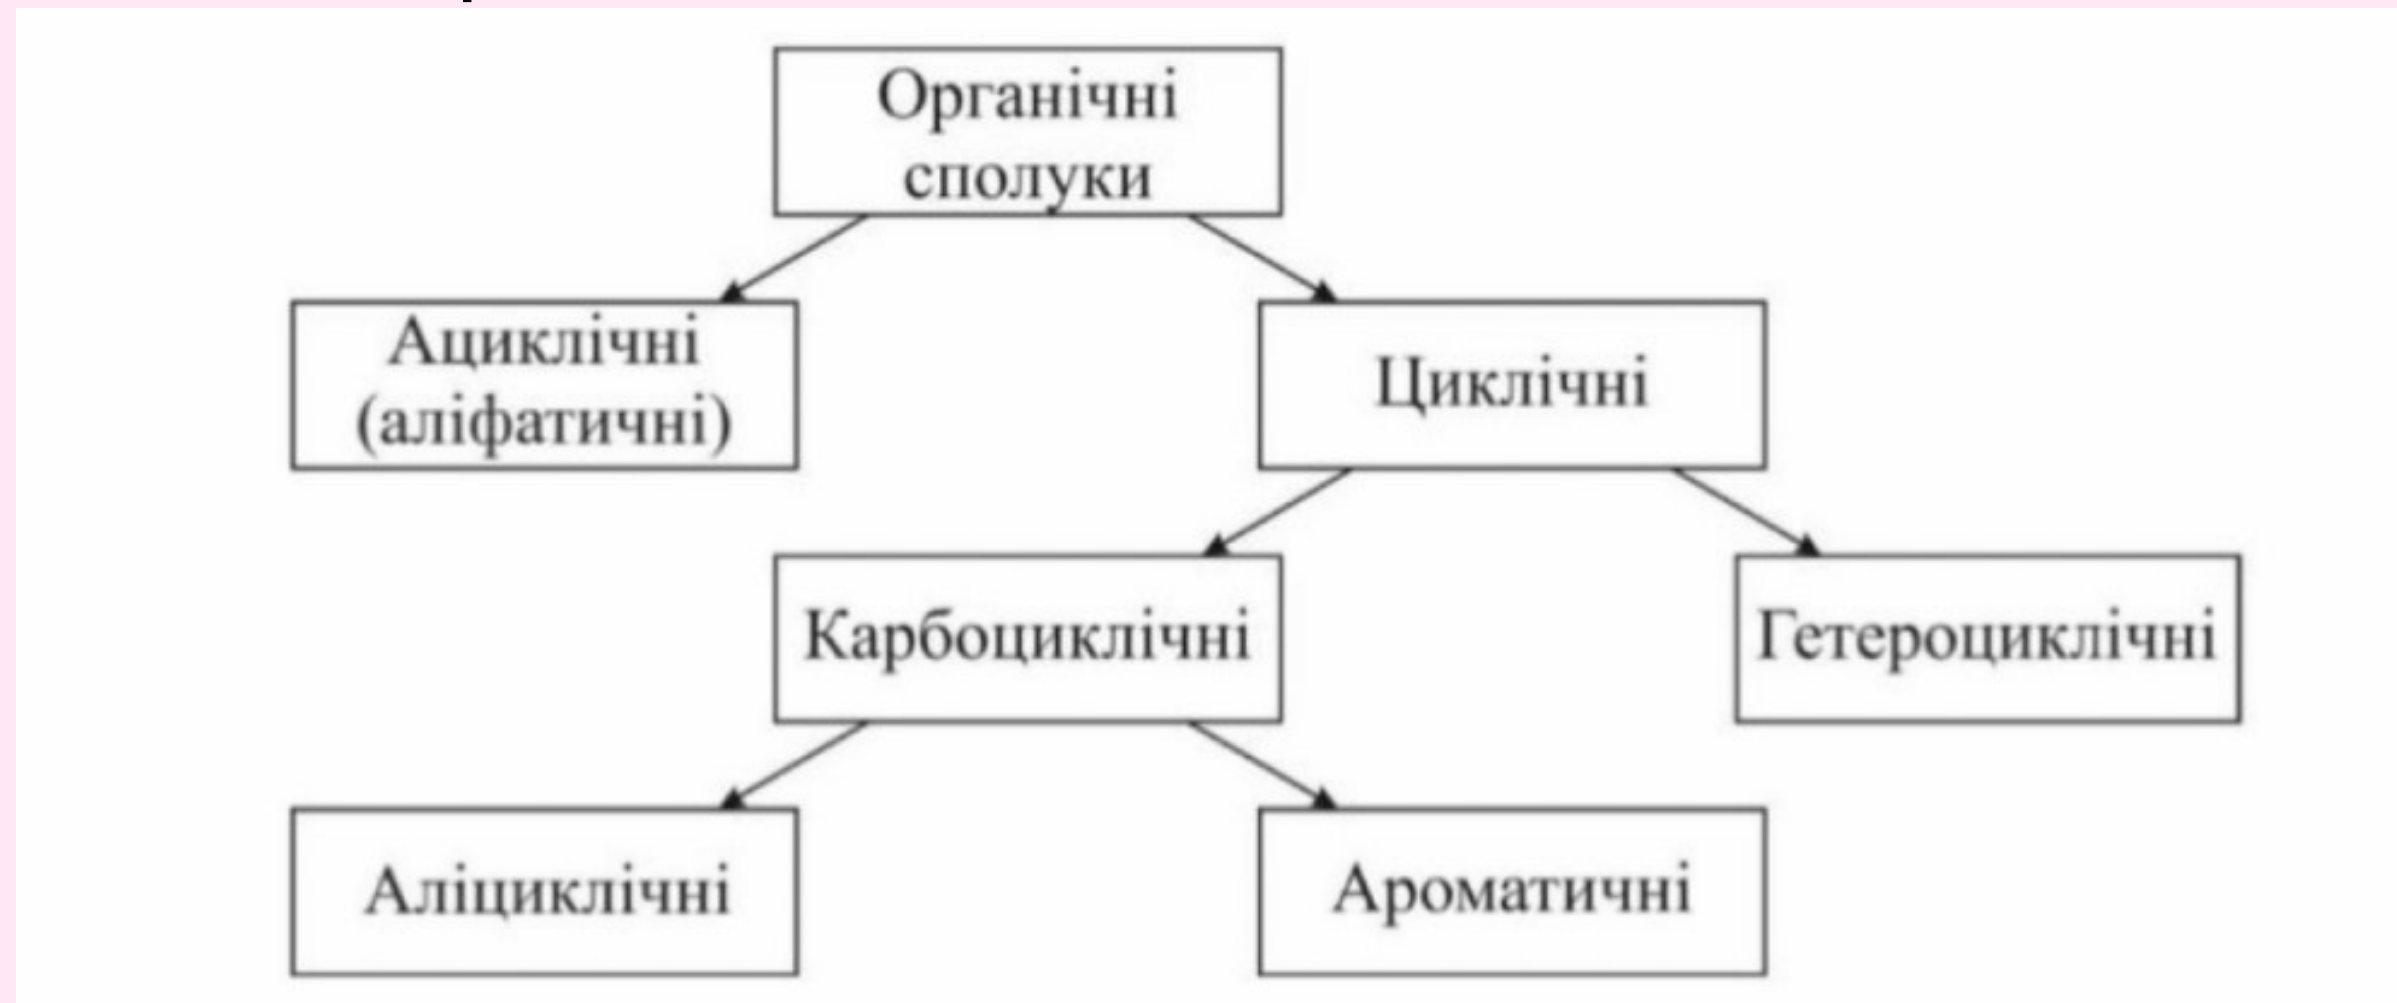 Органічні
сполуки
Ациклічні
(аліфатичні)
Циклічні
Карбоциклічні
Гетероциклічні
Аліциклічні
Ароматичні